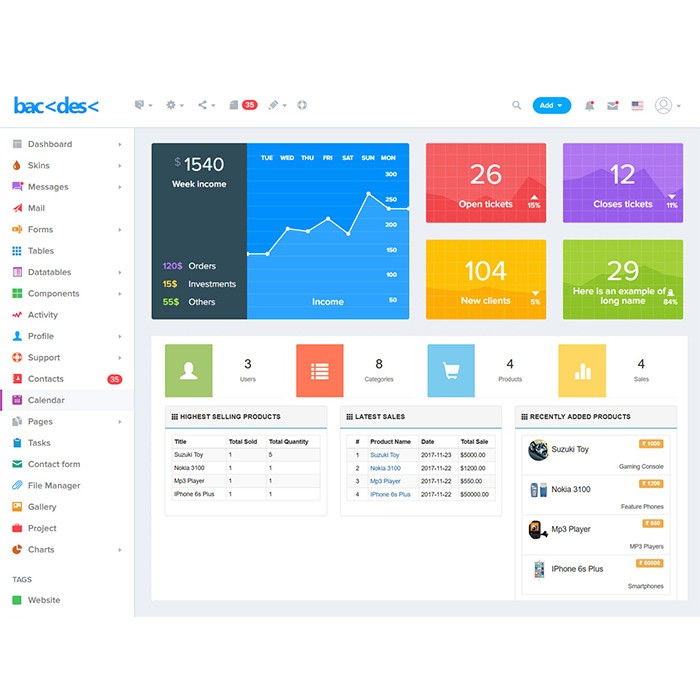 bac<des<
35
Add
Dashboard
Skins
Messages
Mail
Forms
Tables
Datatables
Components
Activity
Profile
Support
Contacts 35
Calendar
Pages
Tasks
Contact form
File Manager
Gallery
Project
Charts
TAGS
Website
$1540
Week income
120$ Orders
15$ Investments
55$ Others
TUE WED THU FRI SAT SUN MON
300
250
200
150
100
50
Income
26
Open tickets
15%
12
Closes tickets
11%
104
New clients
5%
29
Here is an example of
long name
84%
3
Users
8
Categories
4
Products
4
Sales
HIGHEST SELLING PRODUCTS
Title Total Sold Total Quantity
Suzuki Toy 1 5
Nokia 3100 1 1
Mp3 Player 1 1
IPhone 6s Plus 1 1
LATEST SALES
# Product Name Date Total Sale
1 Suzuki Toy 2017-11-23 $5000.00
2 Nokia 3100 2017-11-22 $1200.00
3 Mp3 Player 2017-11-22 $550.00
4 IPhone 6s Plus 2017-11-22 $50000.00
RECENTLY ADDED PRODUCTS
Suzuki Toy ₹ 1000
Gaming Console
Nokia 3100 ₹ 1200
Feature Phones
Mp3 Player ₹ 550
MP3 Players
IPhone 6s Plus ₹ 50000
Smartphones